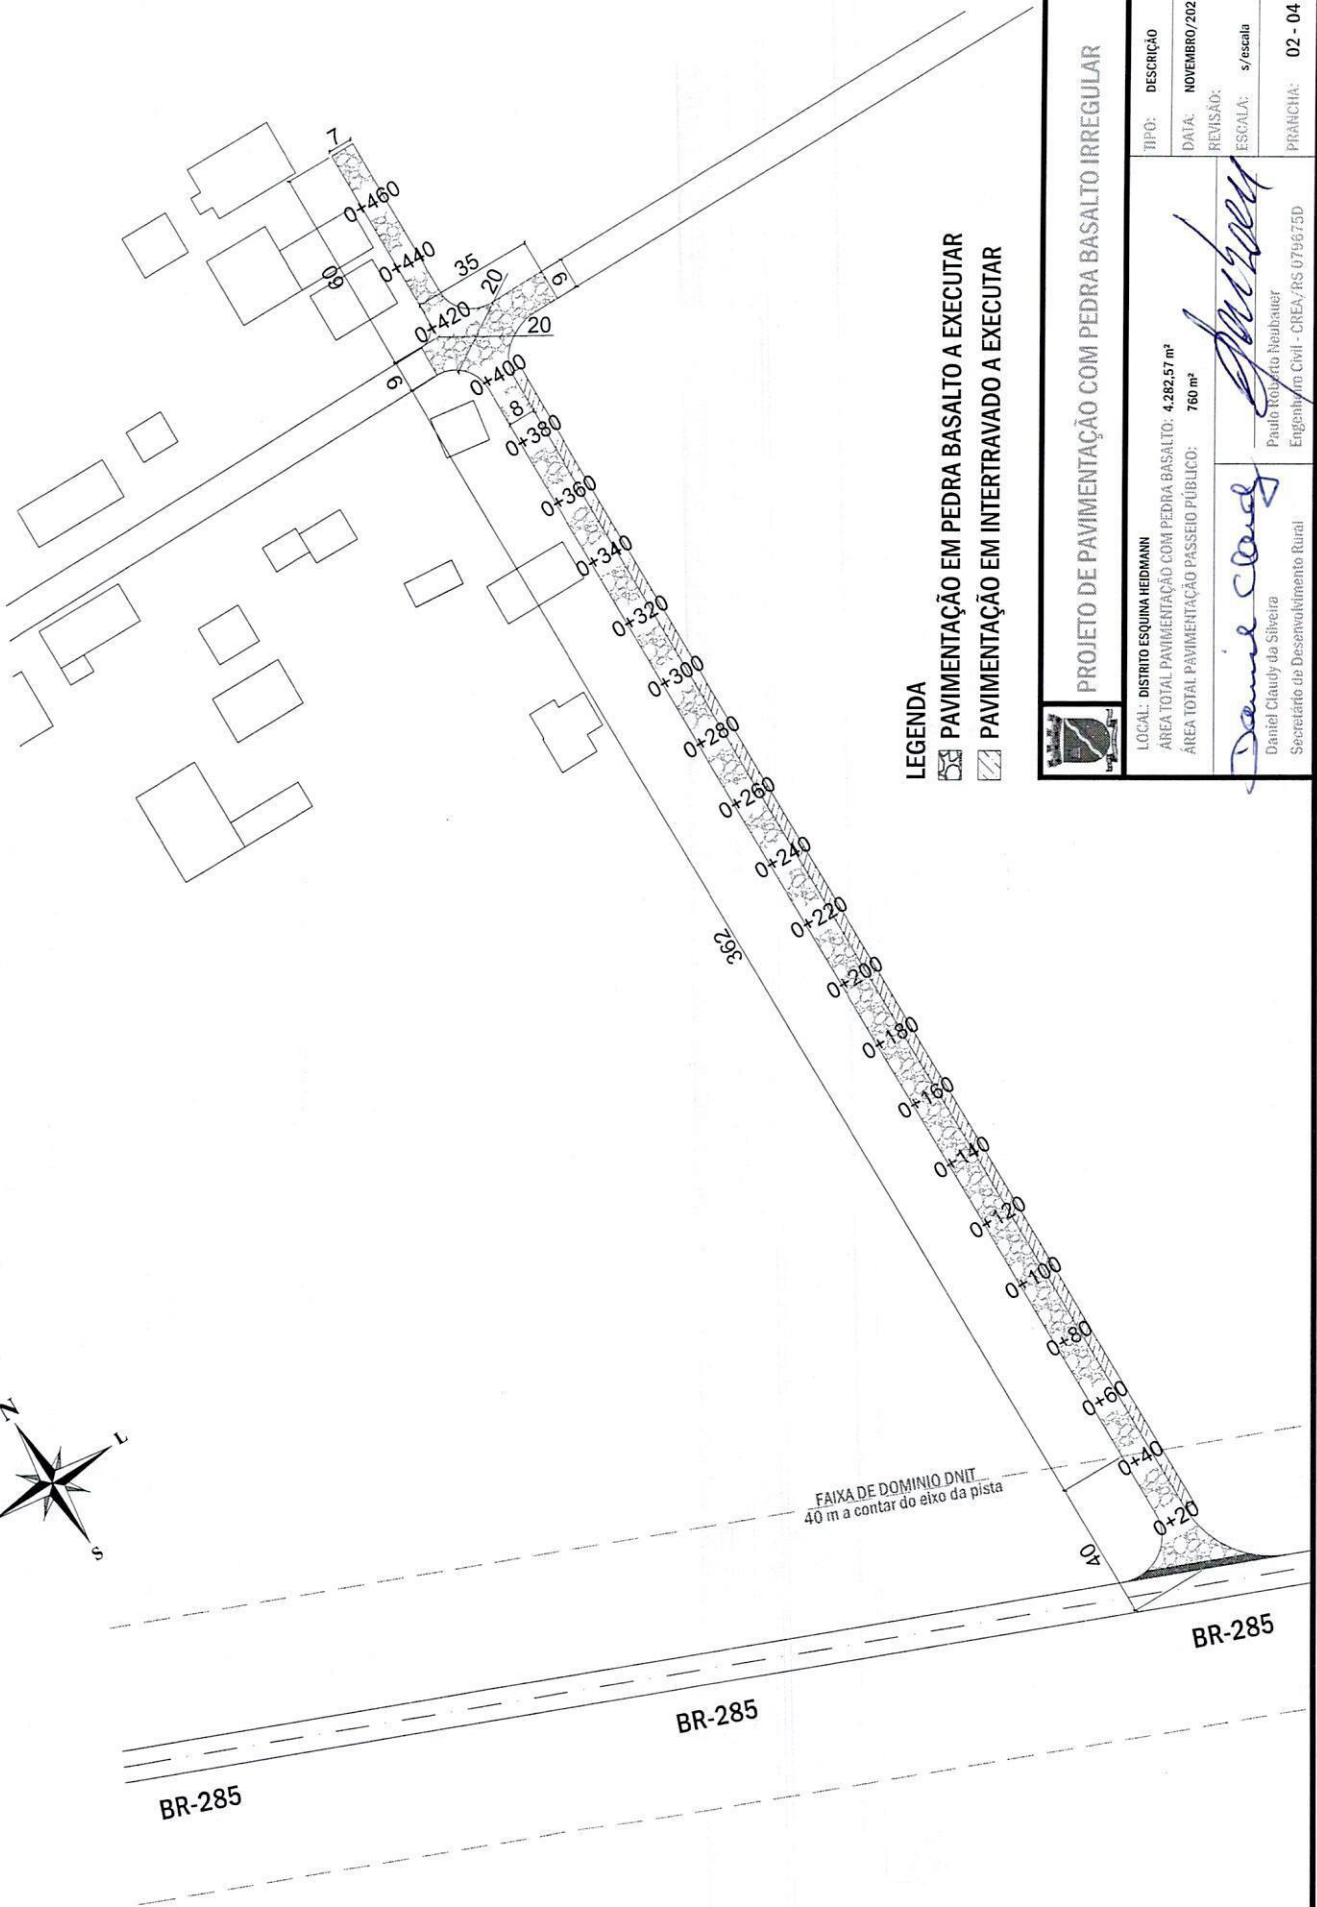 N
L
S
BR-285
BR-285
BR-285
FAIXA DE DOMINIO DNIT
40 m a contar do eixo da pista
40
362
60
7
9
35
20
20
9
8
0+20
0+40
0+60
0+80
0+100
0+120
0+140
0+160
0+180
0+200
0+220
0+240
0+260
0+280
0+300
0+320
0+340
0+360
0+380
0+400
0+420
0+440
0+460
LEGENDA
PAVIMENTAÇÃO EM PEDRA BASALTO A EXECUTAR
PAVIMENTAÇÃO EM INTERTRAVADO A EXECUTAR
PROJETO DE PAVIMENTAÇÃO COM PEDRA BASALTO IRREGULAR
LOCAL: DISTRITO ESQUINA HEIDMANN
ÁREA TOTAL PAVIMENTAÇÃO COM PEDRA BASALTO: 4.282,57 m²
ÁREA TOTAL PAVIMENTAÇÃO PASSEIO PÚBLICO: 760 m²
TIPO: DESCRIÇÃO
DATA: NOVEMBRO/202
REVISÃO:
ESCALA: s/escala
PRANCHA: 02 - 04
Daniel Claudy
Daniel Claudy da Silveira
Secretário de Desenvolvimento Rural
Paulo Roberto Neubauer
Engenheiro Civil - CREA/RS 079675D